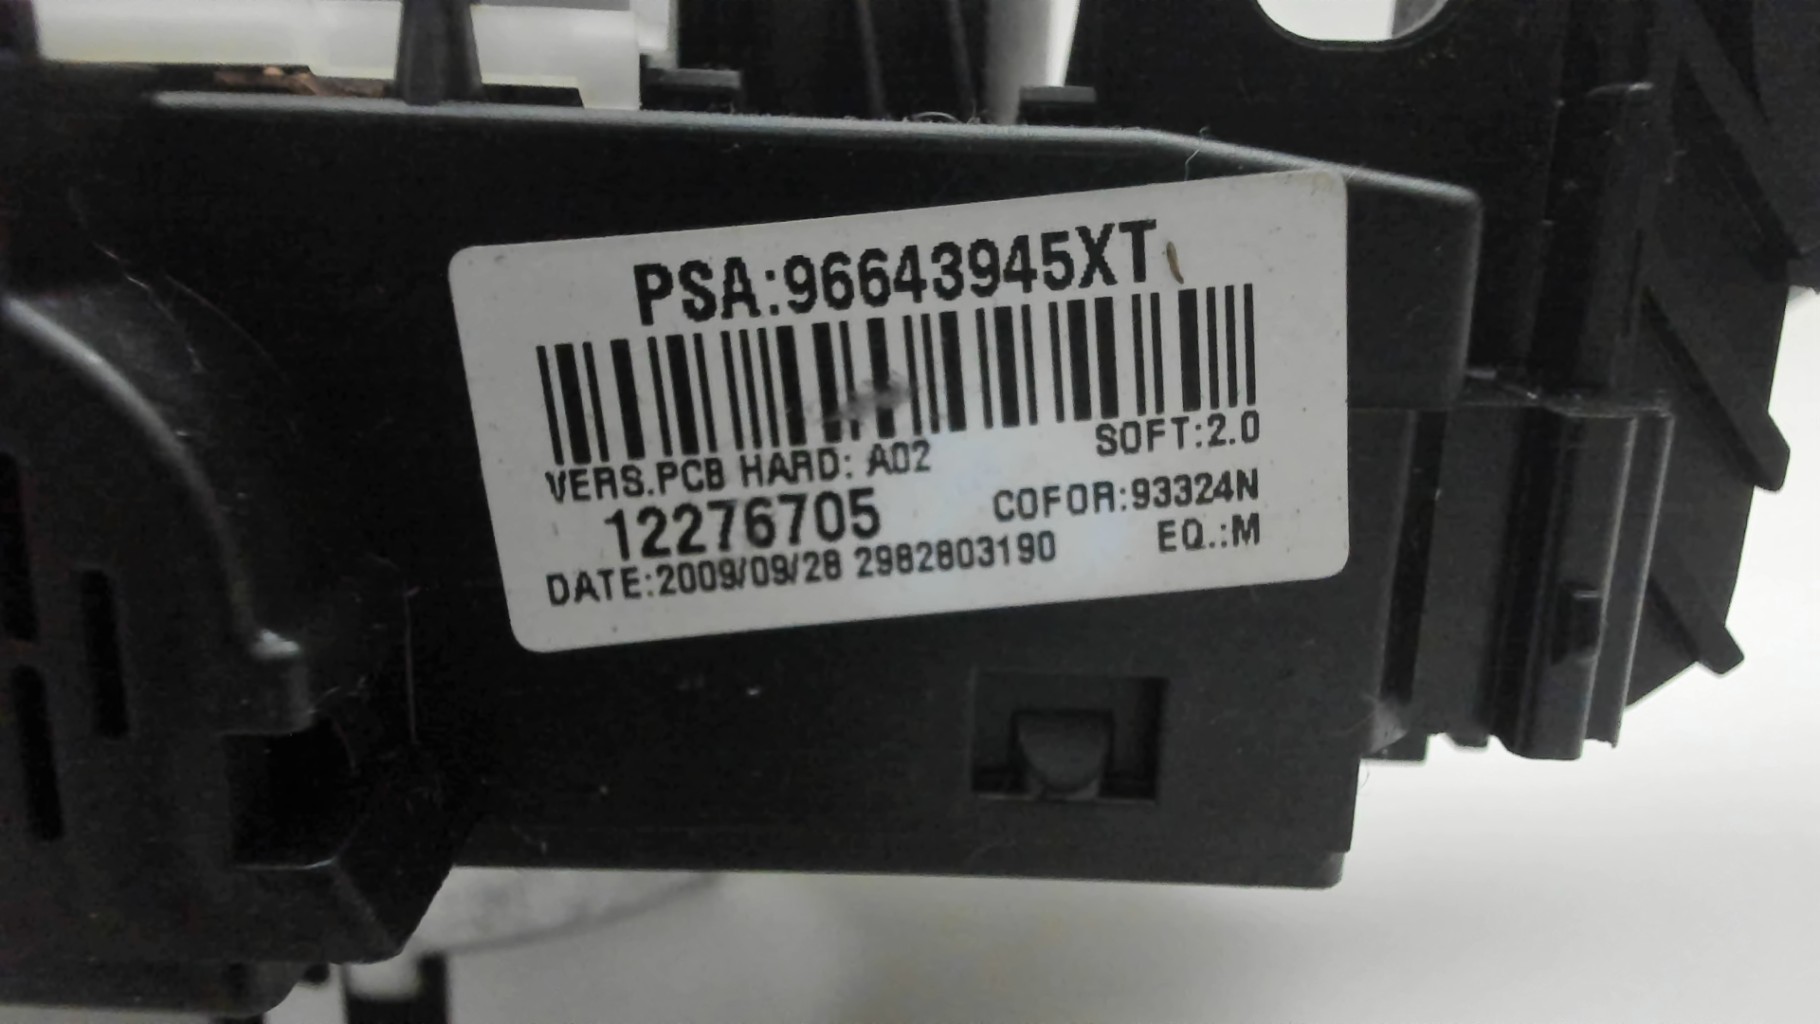 PSA:96643945XT
VERS.PCB HARD: A02 SOFT:2.0
12276705 COFOR:93324N
DATE:2009/09/28 2982803190 EQ.:M